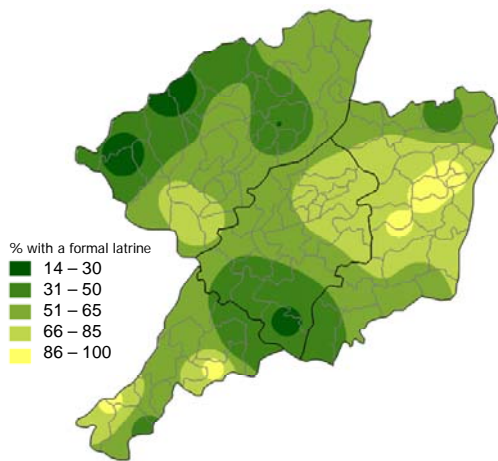 % with a formal latrine
14 – 30
31 – 50
51 – 65
66 – 85
86 – 100